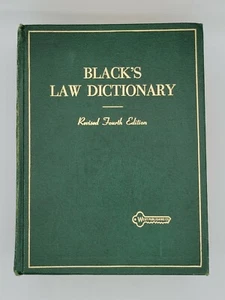 BLACK'S
LAW DICTIONARY
Revised Fourth Edition